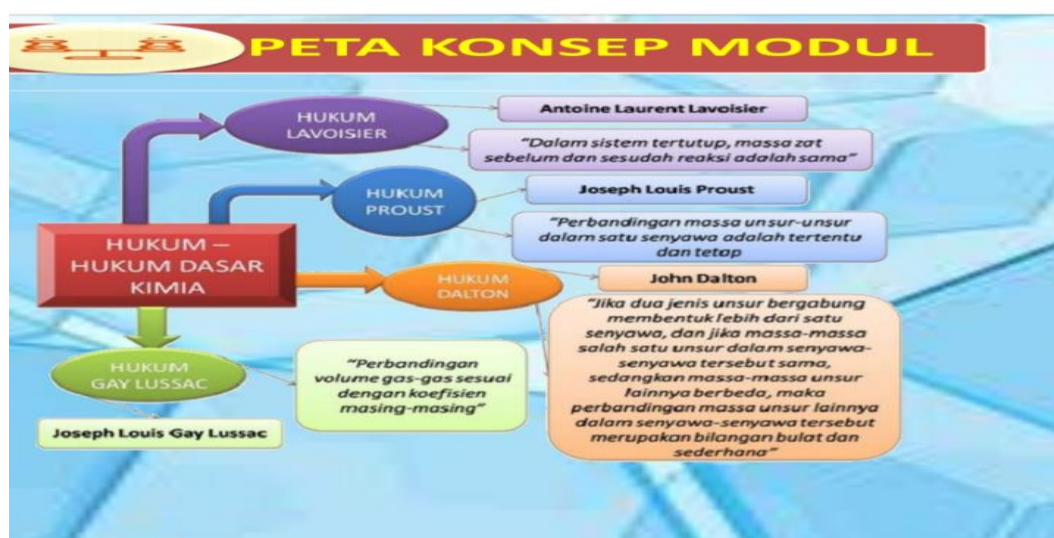 PETA KONSEP MODUL
HUKUM
LAVOISIER
Antoine Laurent Lavoisier
“Dalam sistem tertutup, massa zat
sebelum dan sesudah reaksi adalah sama”
HUKUM
PROUST
Joseph Louis Proust
“Perbandingan massa unsur-unsur
dalam satu senyawa adalah tertentu
dan tetap
HUKUM –
HUKUM DASAR
KIMIA
HUKUM
DALTON
John Dalton
“Jika dua jenis unsur bergabung
membentuk lebih dari satu
senyawa, dan jika massa-massa
salah satu unsur dalam senyawa-
senyawa tersebut sama,
sedangkan massa-massa unsur
lainnya berbeda, maka
perbandingan massa unsur lainnya
dalam senyawa-senyawa tersebut
merupakan bilangan bulat dan
sederhana”
HUKUM
GAY LUSSAC
“Perbandingan
volume gas-gas sesuai
dengan koefisien
masing-masing”
Joseph Louis Gay Lussac